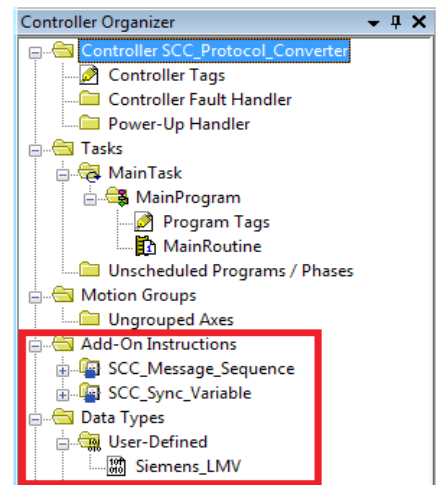 Controller Organizer
Controller SCC_Protocol_Converter
Controller Tags
Controller Fault Handler
Power-Up Handler
Tasks
MainTask
MainProgram
Program Tags
MainRoutine
Unscheduled Programs / Phases
Motion Groups
Ungrouped Axes
Add-On Instructions
SCC_Message_Sequence
SCC_Sync_Variable
Data Types
User-Defined
Siemens_LMV